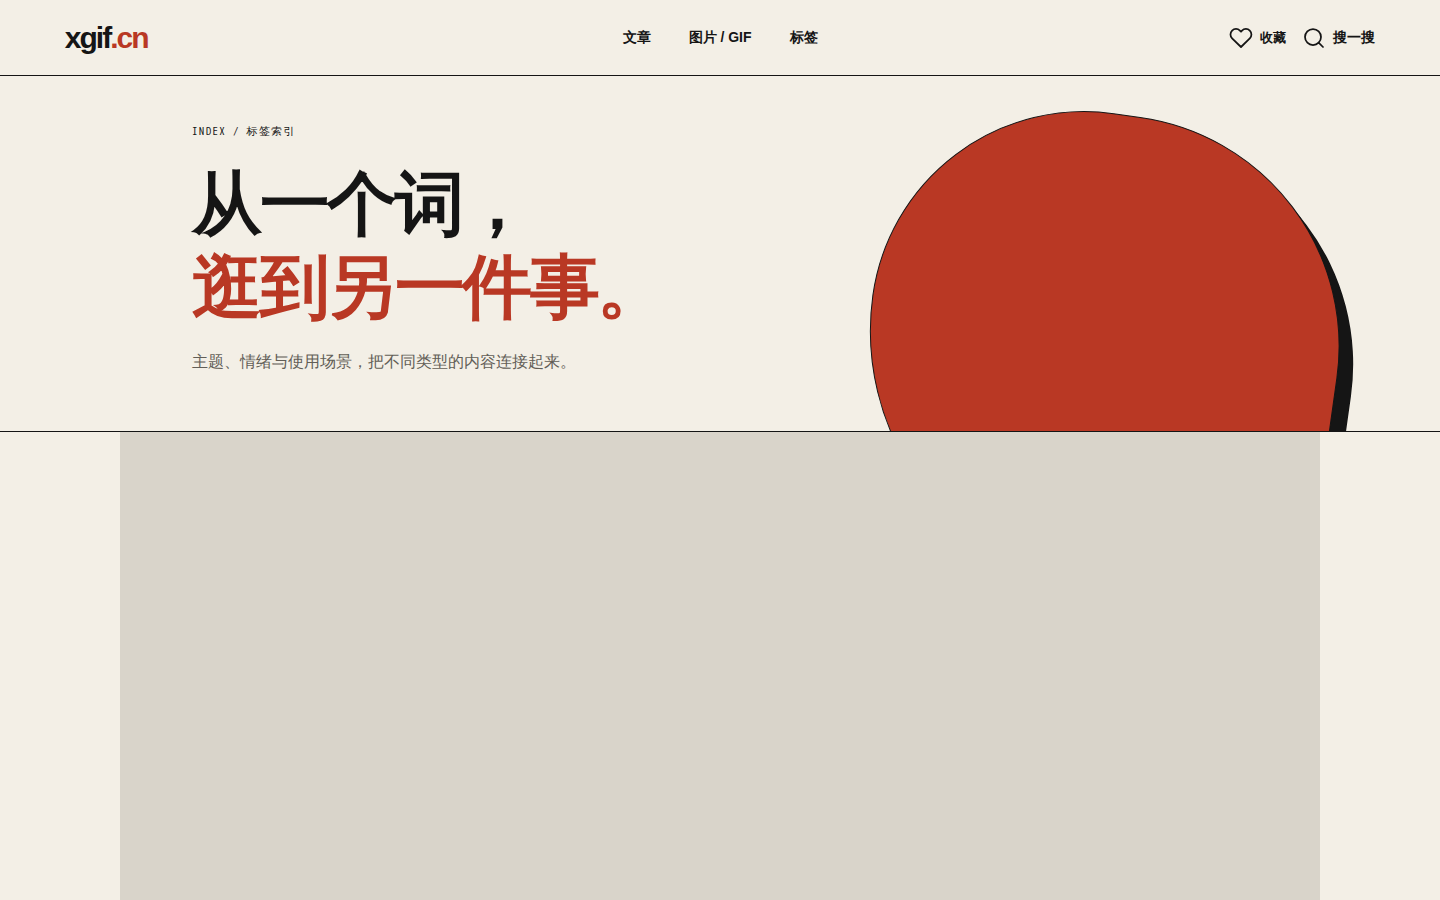 xgif.cn
文章
图片 / GIF
标签
收藏
搜一搜
INDEX / 标签索引
从一个词，
逛到另一件事。
主题、情绪与使用场景，把不同类型的内容连接起来。